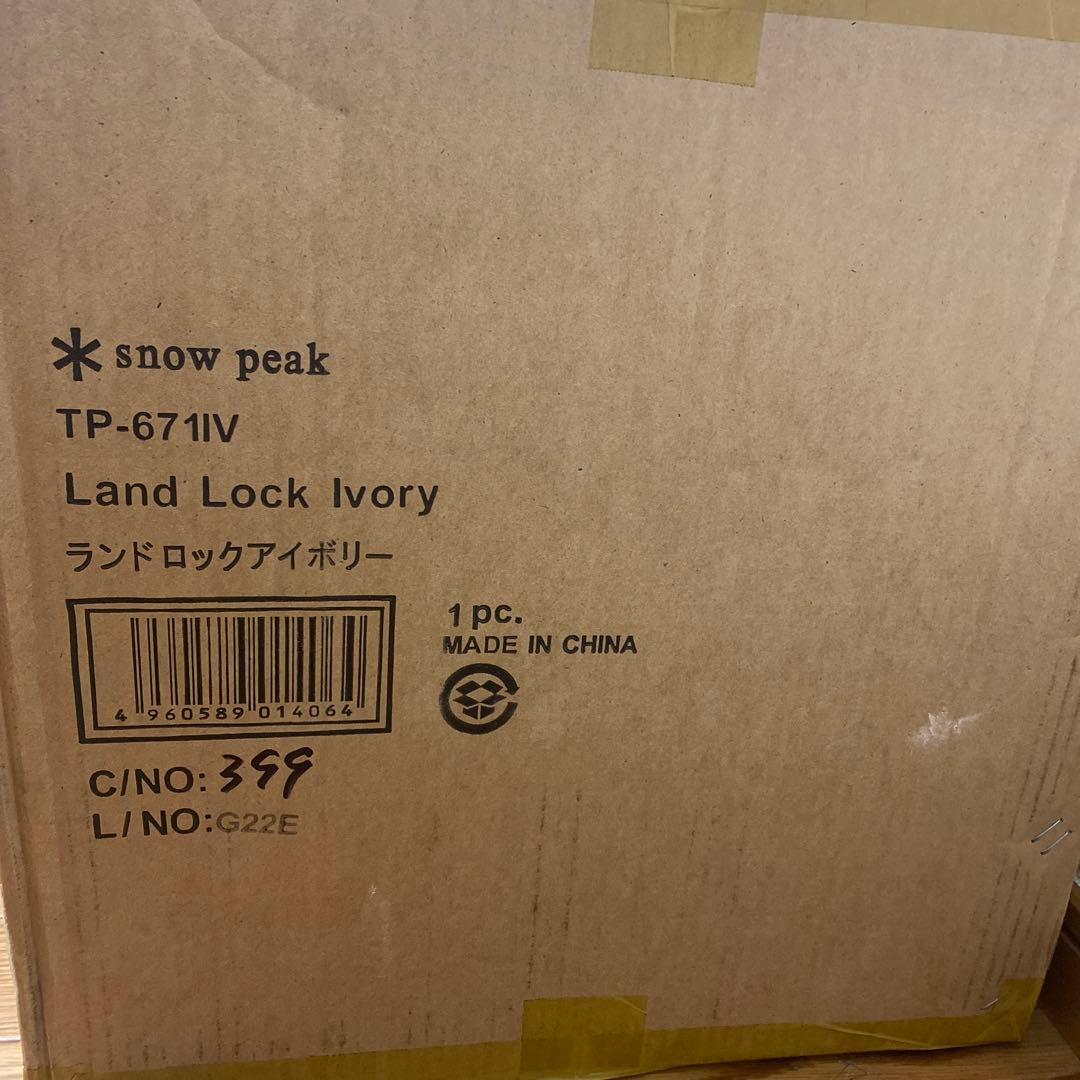 snow peak
TP-671IV
Land Lock Ivory
ランドロックアイボリー
4 960589 014064
1 pc.
MADE IN CHINA
C/NO: 399
L/NO:G22E